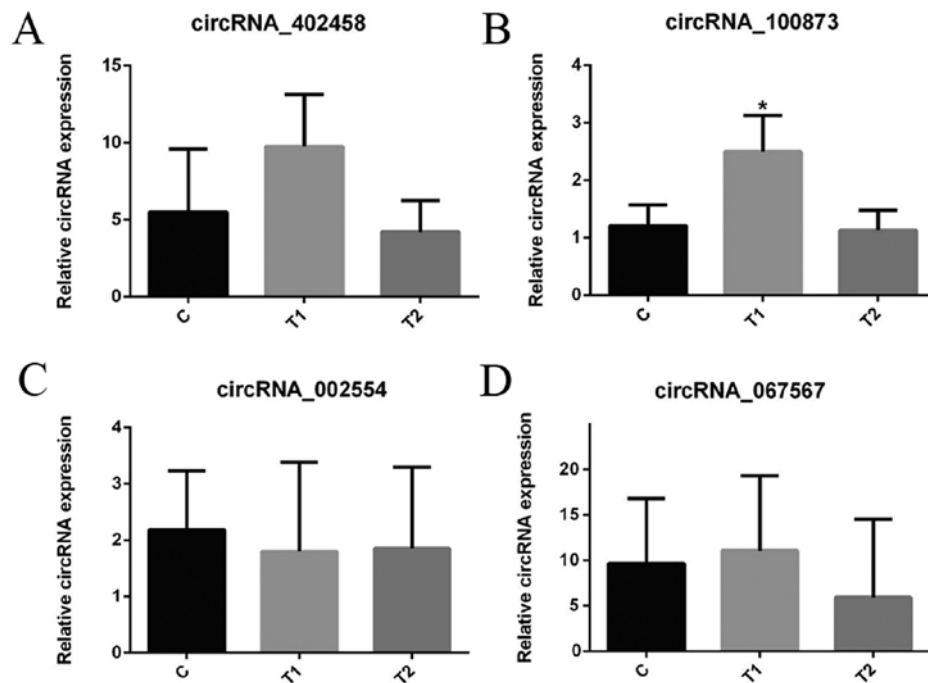 A
circRNA_402458
Relative circRNA expression
15
10
5
0
C
T1
T2
B
circRNA_100873
Relative circRNA expression
4
3
2
1
0
*
C
T1
T2
C
circRNA_002554
Relative circRNA expression
4
3
2
1
0
C
T1
T2
D
circRNA_067567
Relative circRNA expression
20
15
10
5
0
C
T1
T2